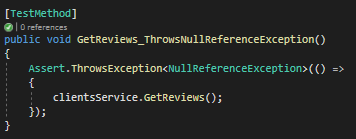 [TestMethod]
| 0 references
public void GetReviews_ThrowsNullReferenceException()
{
Assert.ThrowsException<NullReferenceException>(() =>
{
clientsService.GetReviews();
});
}